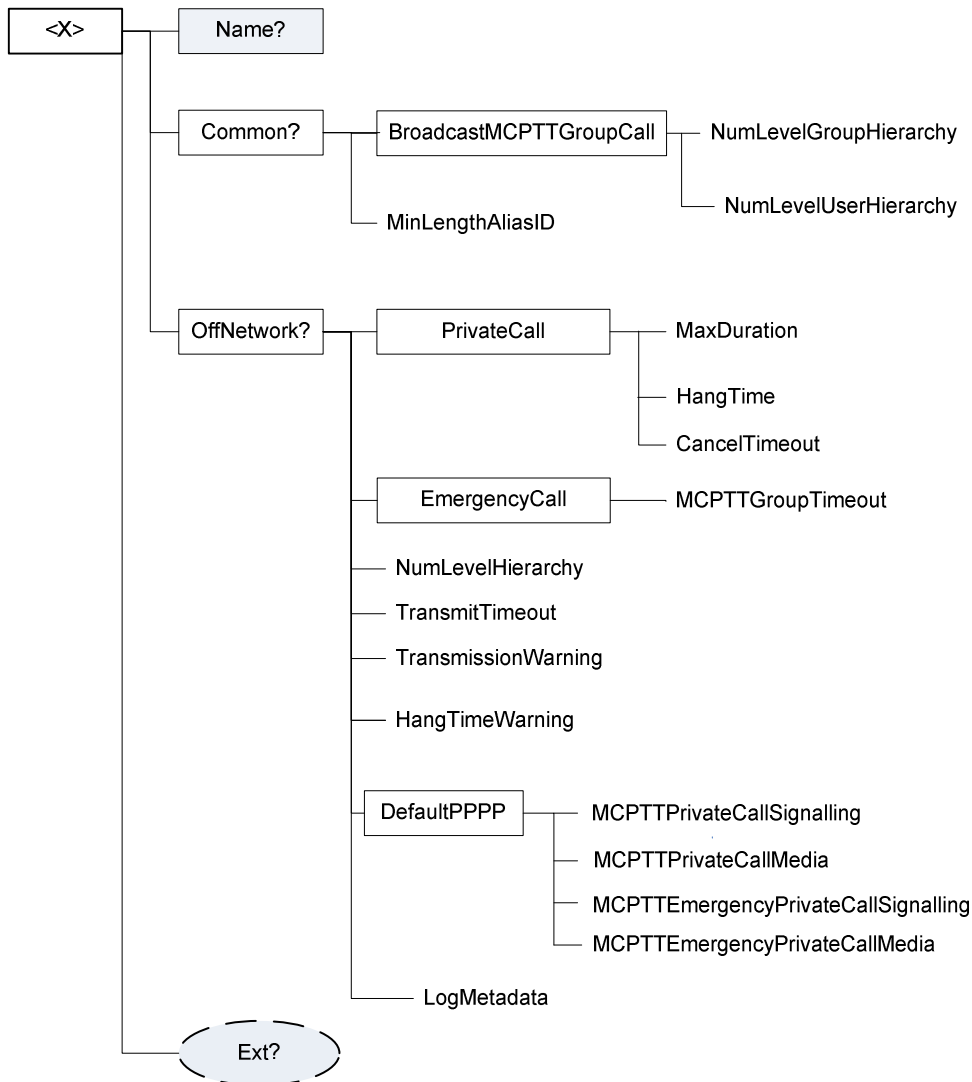 <X>
Name?
Common?
BroadcastMCPTTGroupCall
NumLevelGroupHierarchy
NumLevelUserHierarchy
MinLengthAliasID
OffNetwork?
PrivateCall
MaxDuration
HangTime
CancelTimeout
EmergencyCall
MCPTTGroupTimeout
NumLevelHierarchy
TransmitTimeout
TransmissionWarning
HangTimeWarning
DefaultPPPP
MCPTTPrivateCallSignalling
MCPTTPrivateCallMedia
MCPTTEmergencyPrivateCallSignalling
MCPTTEmergencyPrivateCallMedia
LogMetadata
Ext?